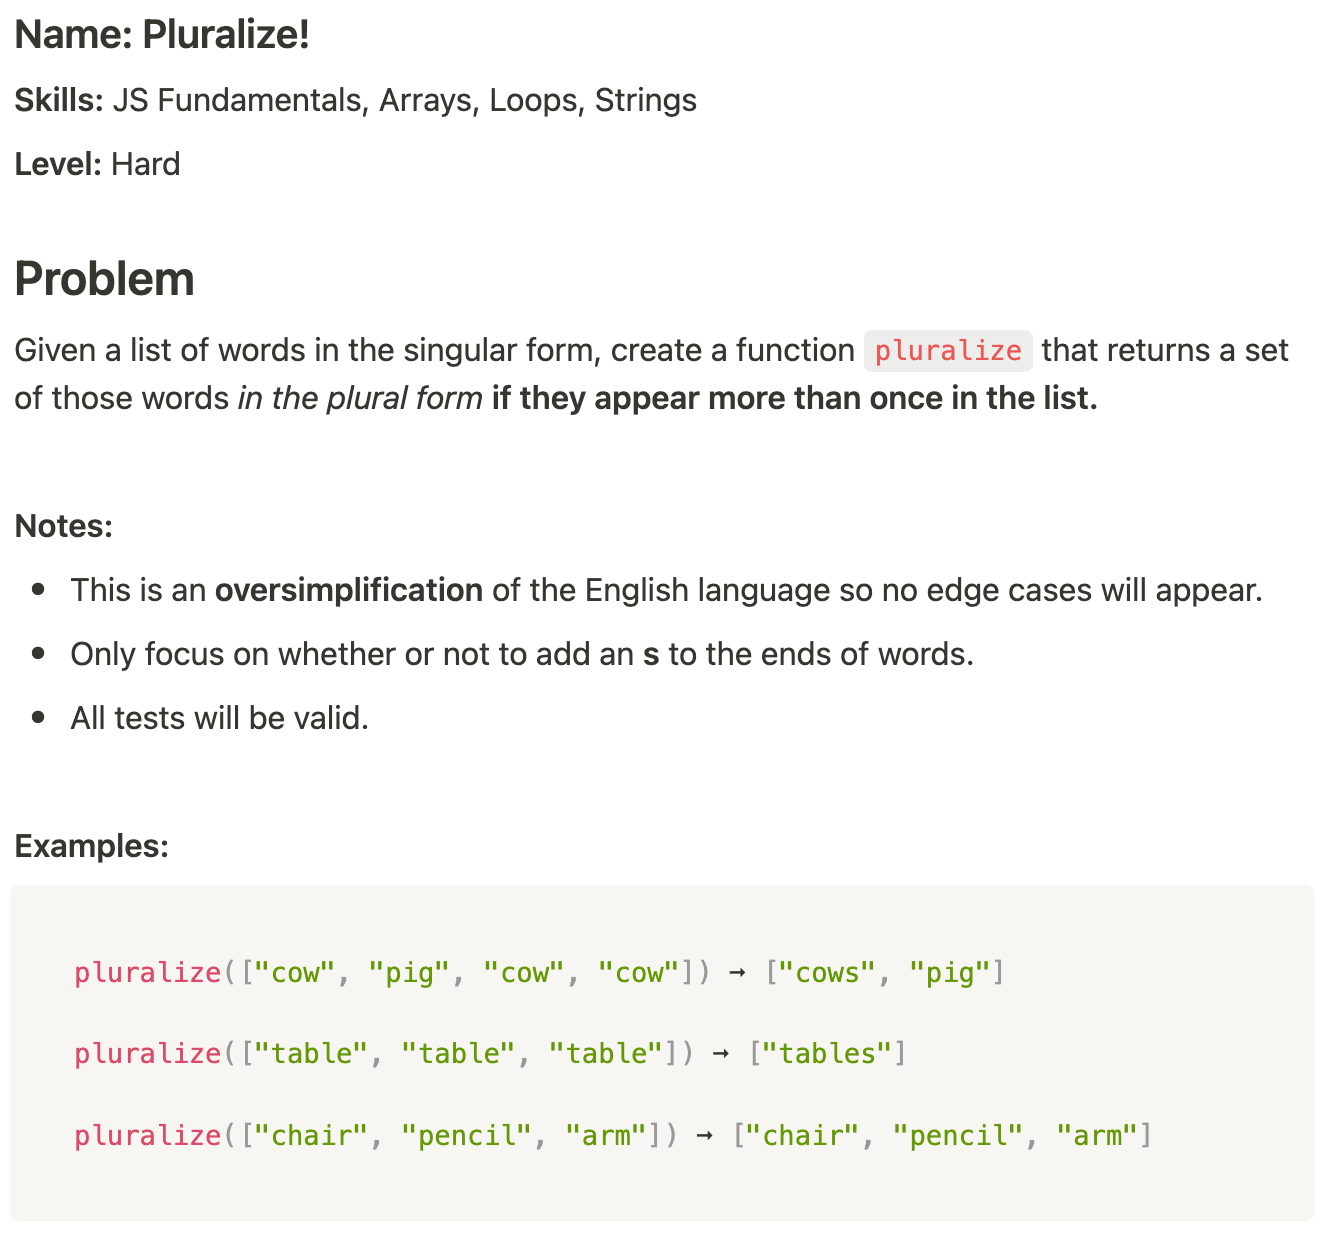 Name: Pluralize!
Skills: JS Fundamentals, Arrays, Loops, Strings
Level: Hard
Problem
Given a list of words in the singular form, create a function pluralize that returns a set
of those words in the plural form if they appear more than once in the list.
Notes:
• This is an oversimplification of the English language so no edge cases will appear.
• Only focus on whether or not to add an s to the ends of words.
• All tests will be valid.
Examples:
pluralize(["cow", "pig", "cow", "cow"]) → ["cows", "pig"]
pluralize(["table", "table", "table"]) → ["tables"]
pluralize(["chair", "pencil", "arm"]) → ["chair", "pencil", "arm"]